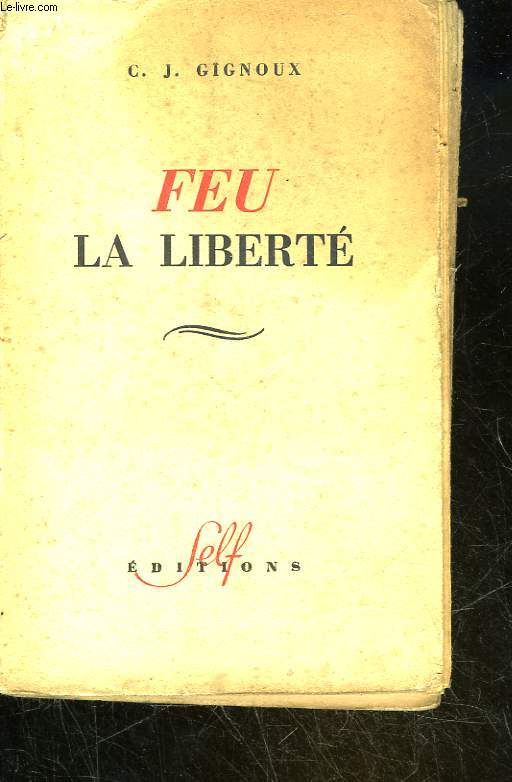 Le-livre.com
C. J. GIGNOUX
FEU
LA LIBERTÉ
Self
ÉDITIONS